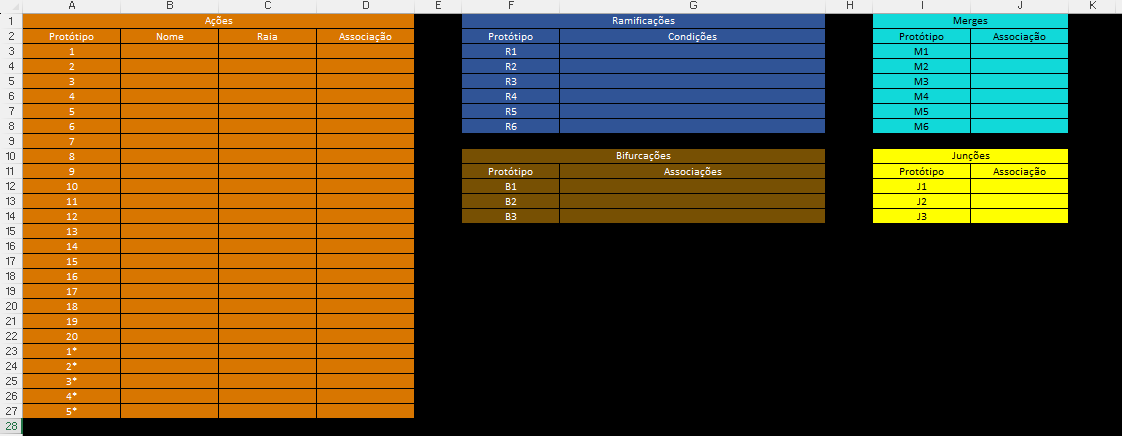 A B C D E F G H I J K
1 Ações Ramificações Merges
2 Protótipo Nome Raia Associação Protótipo Condições Protótipo Associação
3 1 R1 M1
4 2 R2 M2
5 3 R3 M3
6 4 R4 M4
7 5 R5 M5
8 6 R6 M6
9 7
10 8 Bifurcações Junções
11 9 Protótipo Associações Protótipo Associação
12 10 B1 J1
13 11 B2 J2
14 12 B3 J3
15 13
16 14
17 15
18 16
19 17
20 18
21 19
22 20
23 1*
24 2*
25 3*
26 4*
27 5*
28